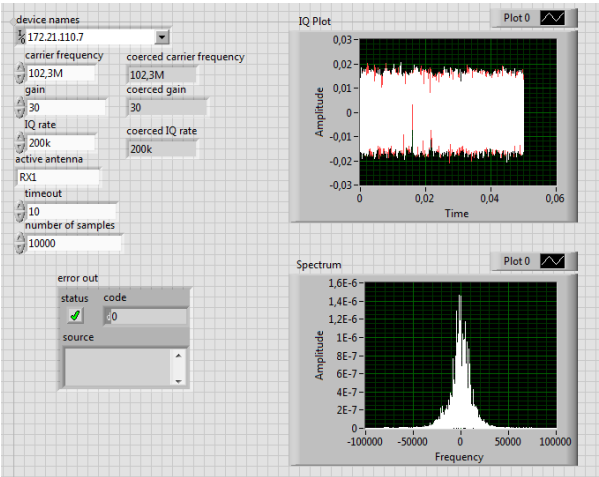 device names
172.21.110.7
carrier frequency
102,3M
coerced carrier frequency
102,3M
gain
30
coerced gain
30
IQ rate
200k
coerced IQ rate
200k
active antenna
RX1
timeout
10
number of samples
10000
error out
status
code
d0
source
IQ Plot
Plot 0
Amplitude
0,03
0,02
0,01
0
-0,01
-0,02
-0,03
0
0,02
0,04
0,06
Time
Spectrum
Plot 0
Amplitude
1,6E-6
1,4E-6
1,2E-6
1E-6
8E-7
6E-7
4E-7
2E-7
0
-100000
-50000
0
50000
100000
Frequency